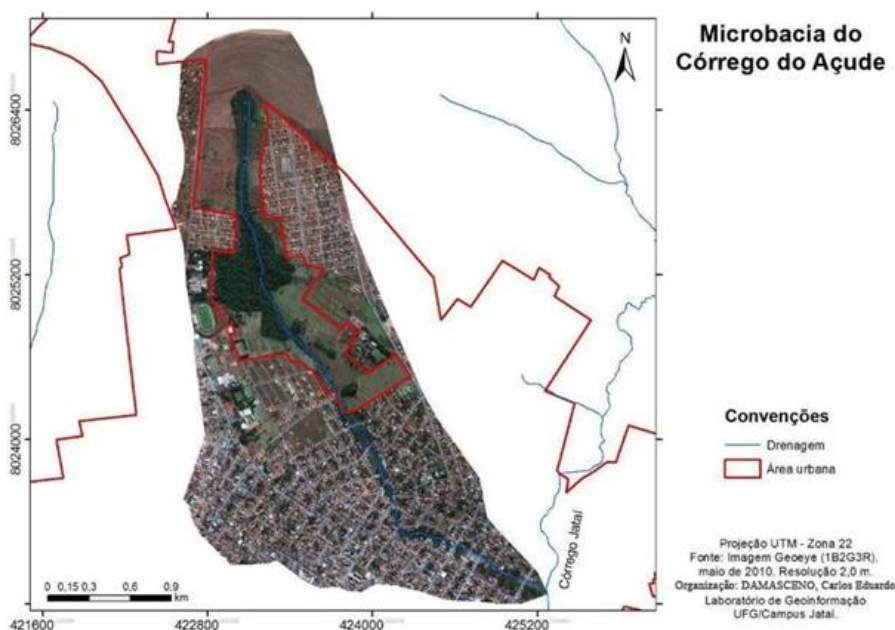 Microbacia do
Córrego do Açude
N
8026400
8025200
8024000
Córrego Jataí
0 0,15 0,3 0,6 0,9
km
421600 422800 424000 425200
Convenções
Drenagem
Área urbana
Projeção UTM - Zona 22
Fonte: Imagem Geoeye (1B2G3R),
maio de 2010. Resolução 2,0 m.
Organização: DAMASCENO, Carlos Eduardo
Laboratório de Geoinformação
UFG/Campus Jataí.